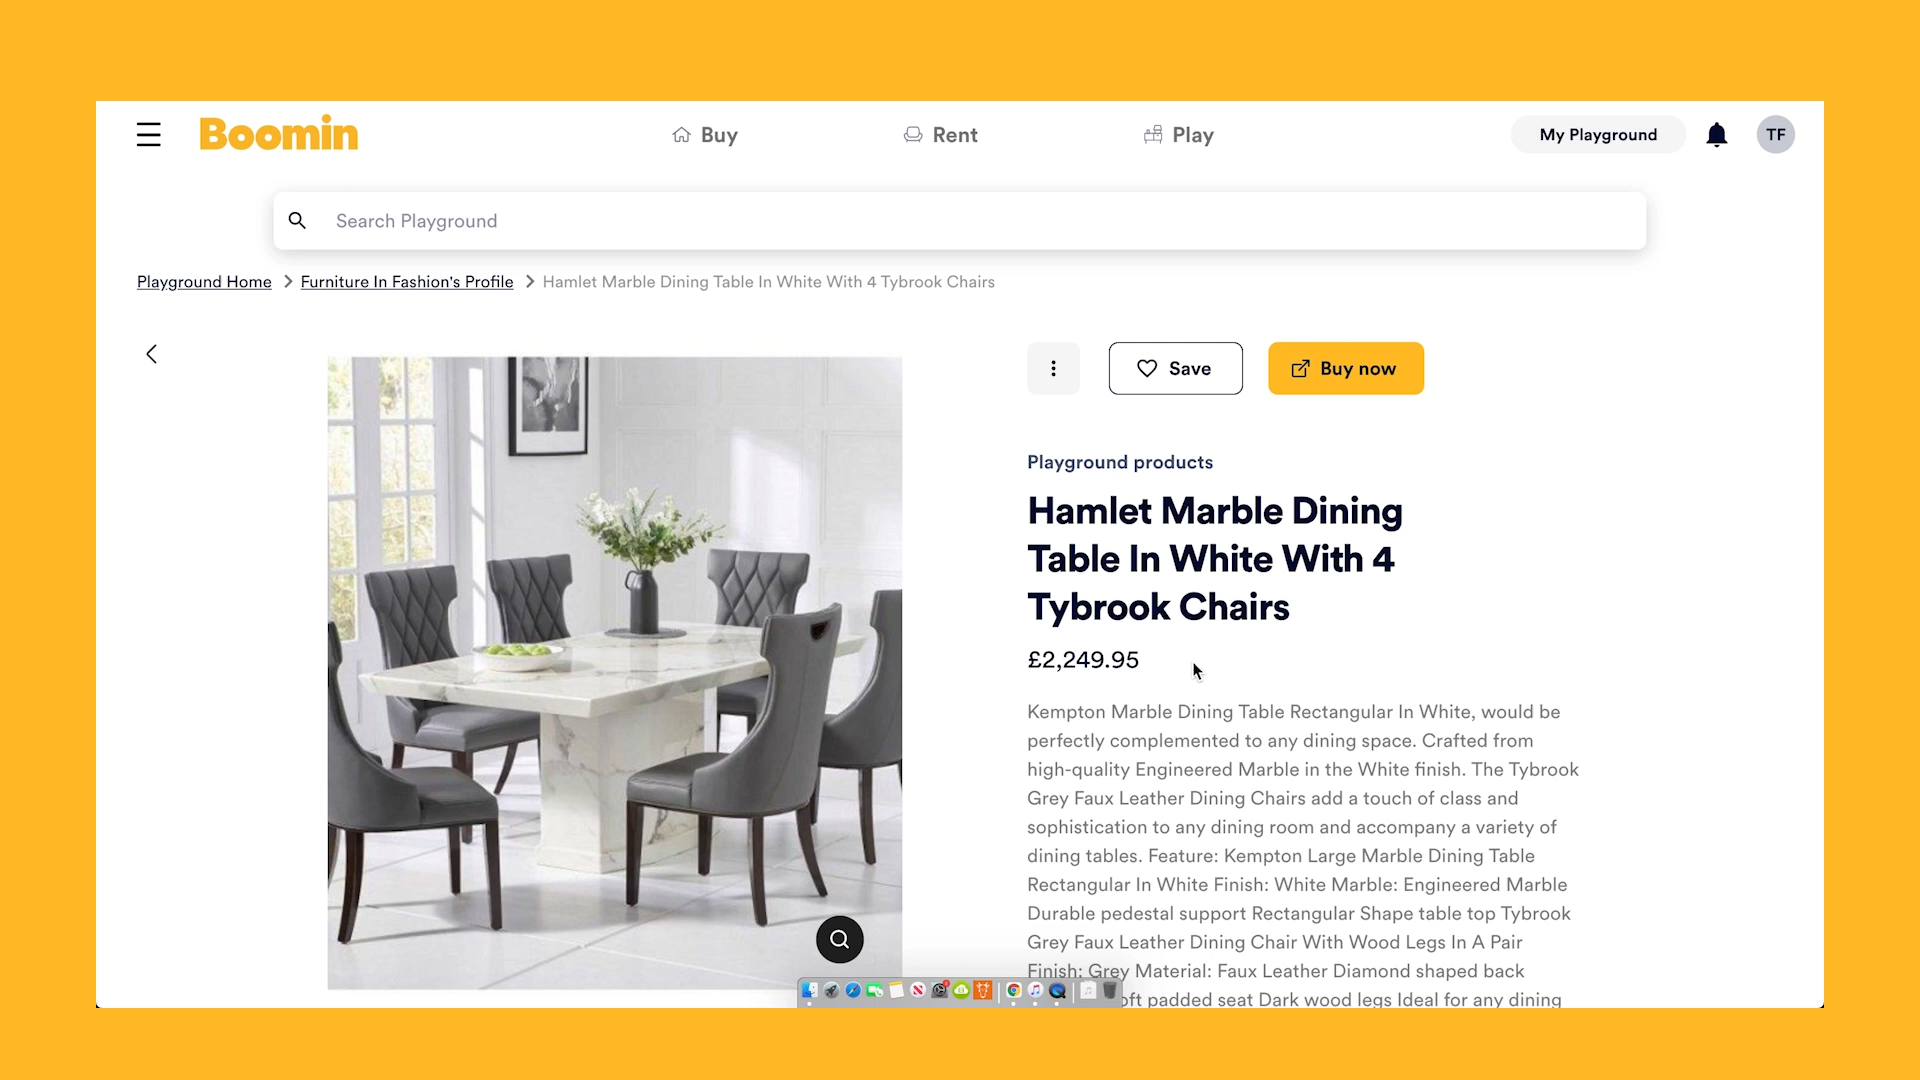 Boomin
Buy
Rent
Play
My Playground
TF
Search Playground
Playground Home > Furniture In Fashion's Profile > Hamlet Marble Dining Table In White With 4 Tybrook Chairs
Save
Buy now
Playground products
Hamlet Marble Dining
Table In White With 4
Tybrook Chairs
£2,249.95
Kempton Marble Dining Table Rectangular In White, would be
perfectly complemented to any dining space. Crafted from
high-quality Engineered Marble in the White finish. The Tybrook
Grey Faux Leather Dining Chairs add a touch of class and
sophistication to any dining room and accompany a variety of
dining tables. Feature: Kempton Large Marble Dining Table
Rectangular In White Finish: White Marble: Engineered Marble
Durable pedestal support Rectangular Shape table top Tybrook
Grey Faux Leather Dining Chair With Wood Legs In A Pair
Finish: Grey Material: Faux Leather Diamond shaped back
oft padded seat Dark wood legs Ideal for any dining